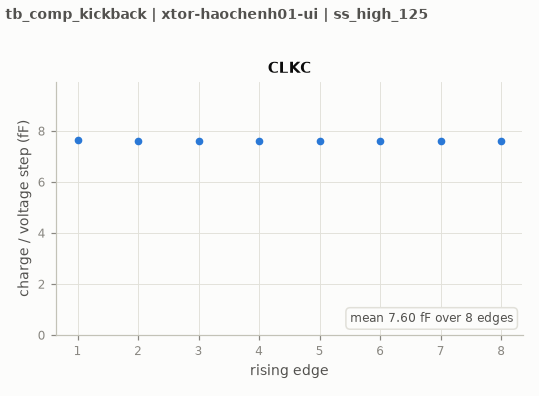 tb_comp_kickback | xtor-haochenh01-ui | ss_high_125
CLKC
charge / voltage step (fF)
8
6
4
2
0
mean 7.60 fF over 8 edges
1 2 3 4 5 6 7 8
rising edge